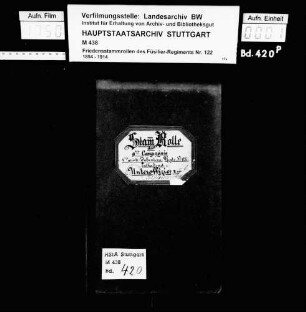 Aufn. Film
Verfilmungsstelle: Landesarchiv BW
Institut für Erhaltung von Archiv- und Bibliotheksgut
HAUPTSTAATSARCHIV STUTTGART
M 438
Friedensstammrollen des Füsilier-Regiments Nr. 122
1894 - 1914
Aufn. Einheit
0001
Bd. 420 P
Stamm Rolle
Compagnie
Unteroffiziere
HStA Stuttgart
M 438
Bd. 420